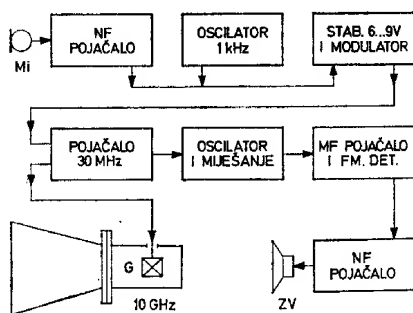 NF
POJAČALO
OSCILATOR
1 kHz
STAB. 6...9V
I MODULATOR
Mi
POJAČALO
30 MHz
OSCILATOR
I MIJEŠANJE
MF POJAČALO
I FM. DET.
G
10 GHz
ZV
NF
POJAČALO